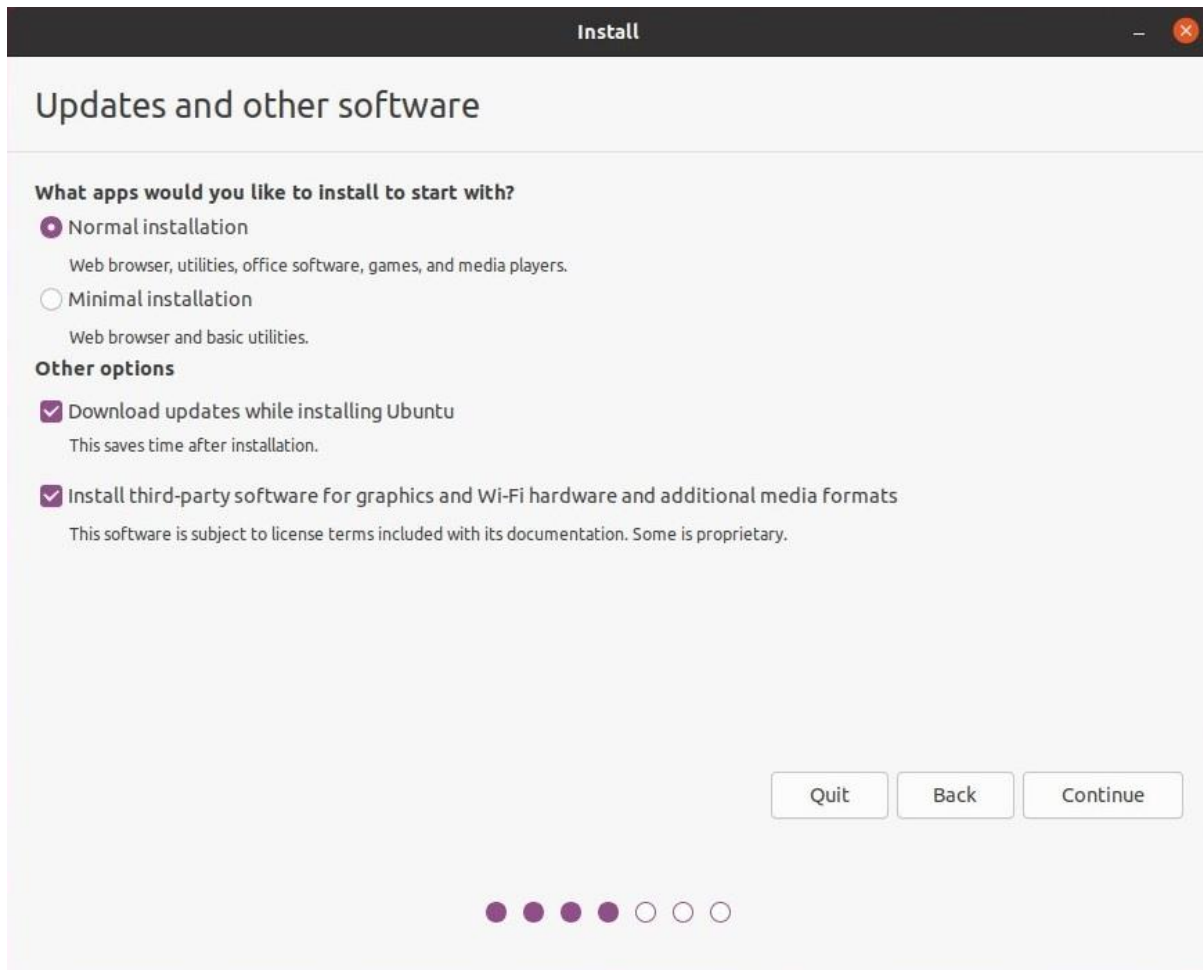 Install
Updates and other software
What apps would you like to install to start with?
Normal installation
Web browser, utilities, office software, games, and media players.
Minimal installation
Web browser and basic utilities.
Other options
Download updates while installing Ubuntu
This saves time after installation.
Install third-party software for graphics and Wi-Fi hardware and additional media formats
This software is subject to license terms included with its documentation. Some is proprietary.
Quit Back Continue